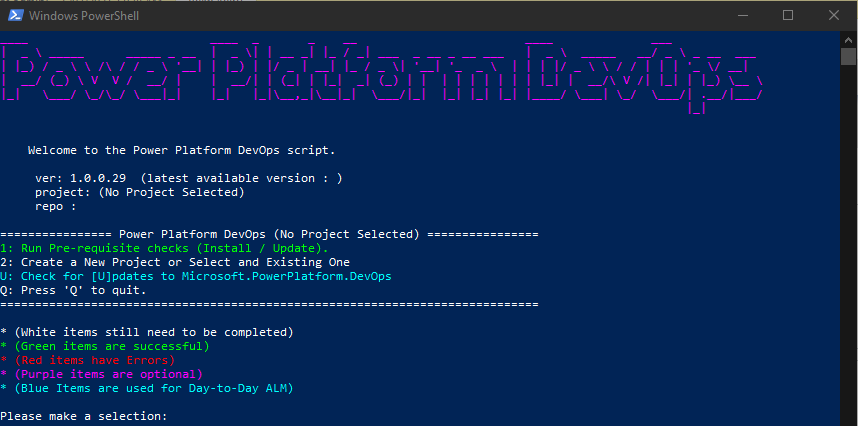 Windows PowerShell
Power Platform DevOps
Welcome to the Power Platform DevOps script.
ver: 1.0.0.29 (latest available version : )
project: (No Project Selected)
repo :
================ Power Platform DevOps (No Project Selected) ================
1: Run Pre-requisite checks (Install / Update).
2: Create a New Project or Select and Existing One
U: Check for [U]pdates to Microsoft.PowerPlatform.DevOps
Q: Press 'Q' to quit.
=============================================================================
* (White items still need to be completed)
* (Green items are successful)
* (Red items have Errors)
* (Purple items are optional)
* (Blue Items are used for Day-to-Day ALM)
Please make a selection: